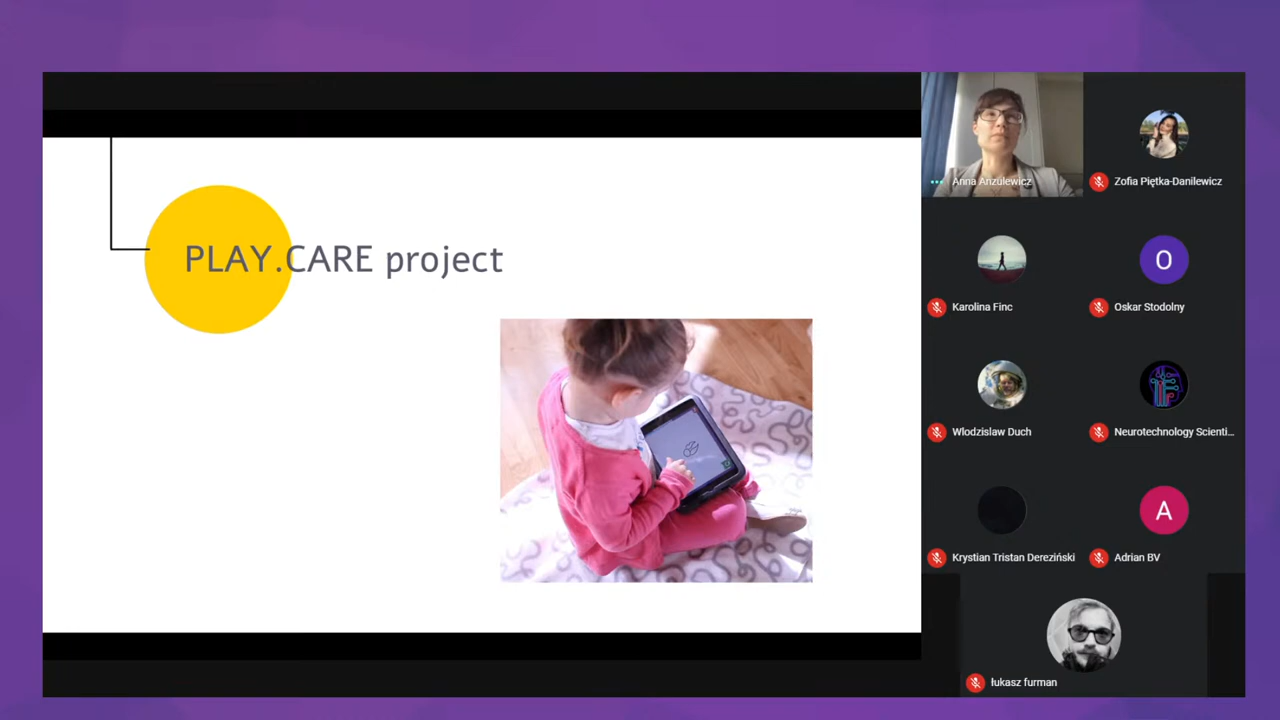 PLAY.CARE project
Anna Anzulewicz
Zofia Piętka-Danilewicz
Karolina Finc
O
Oskar Stodolny
Wlodzislaw Duch
Neurotechnology Scienti...
Krystian Tristan Dereziński
A
Adrian BV
łukasz furman